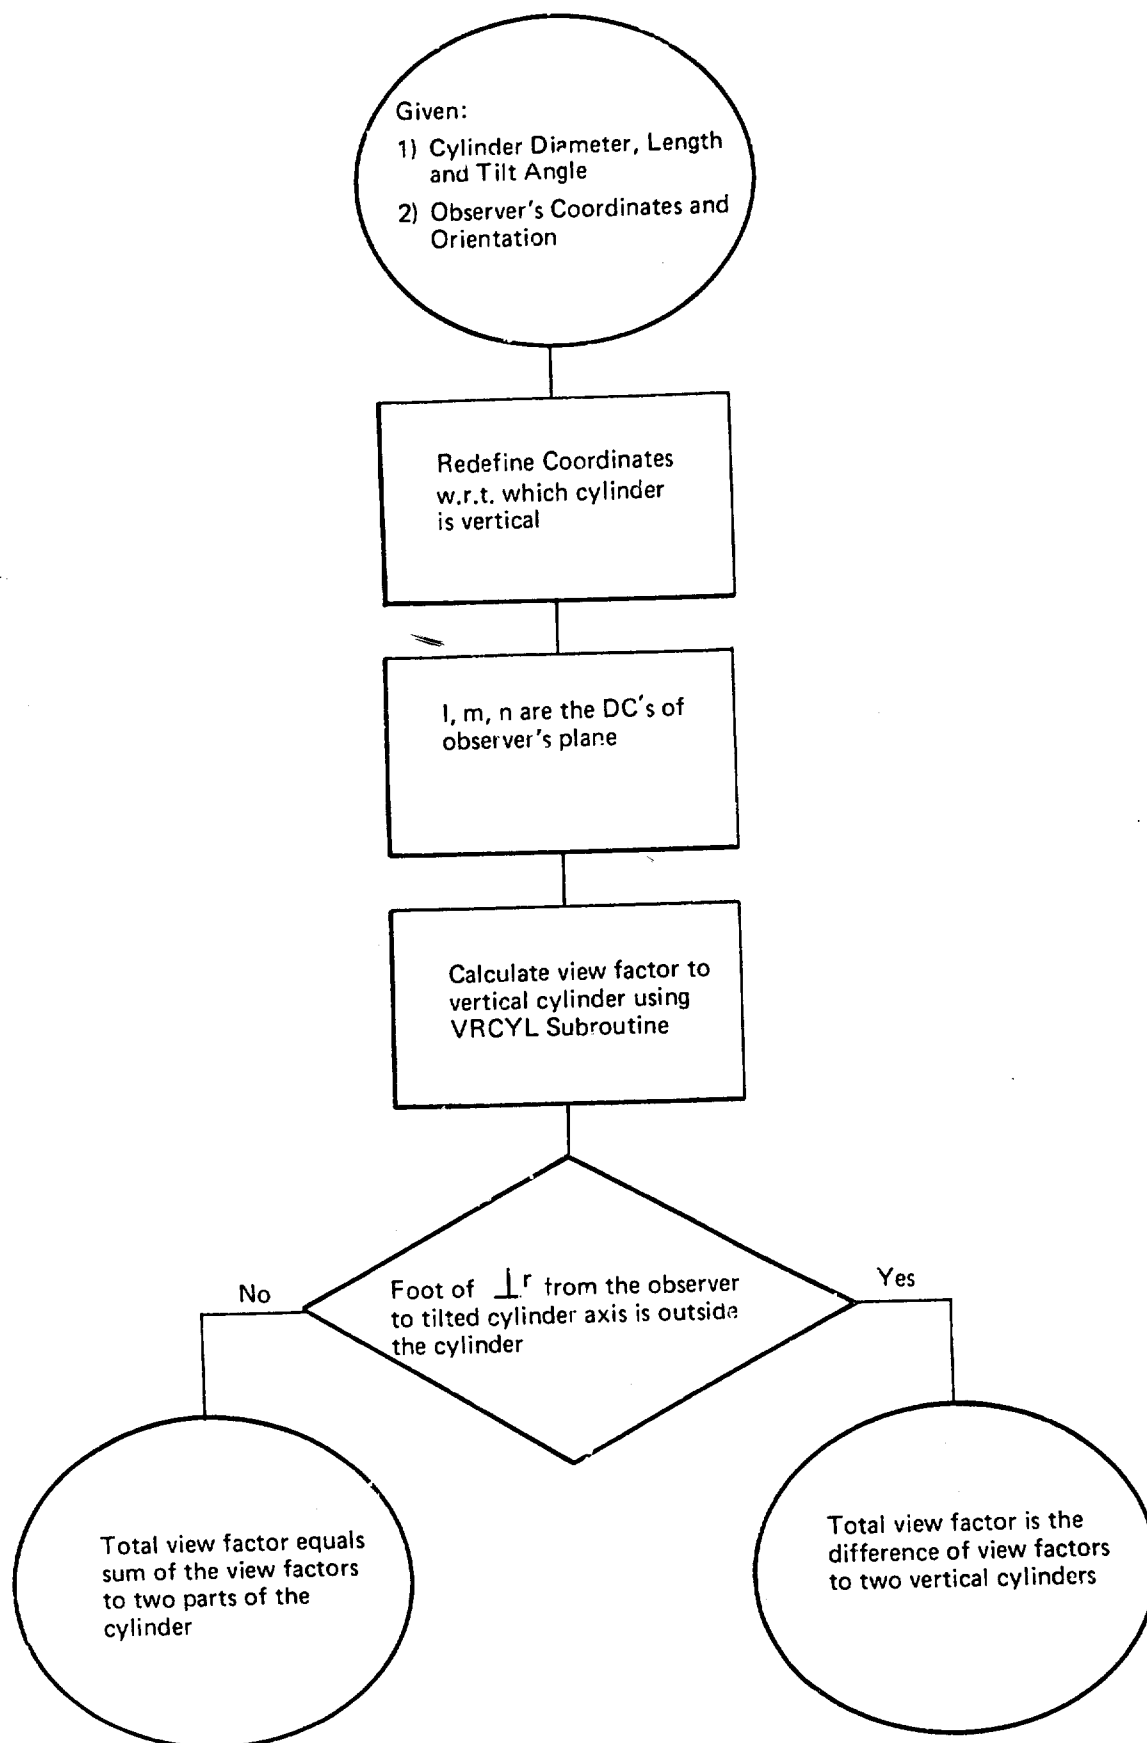 Given:
1) Cylinder Diameter, Length
and Tilt Angle
2) Observer's Coordinates and
Orientation
Redefine Coordinates
w.r.t. which cylinder
is vertical
l, m, n are the DC's of
observer's plane
Calculate view factor to
vertical cylinder using
VRCYL Subroutine
No
Foot of ⊥r from the observer
to tilted cylinder axis is outside
the cylinder
Yes
Total view factor equals
sum of the view factors
to two parts of the
cylinder
Total view factor is the
difference of view factors
to two vertical cylinders